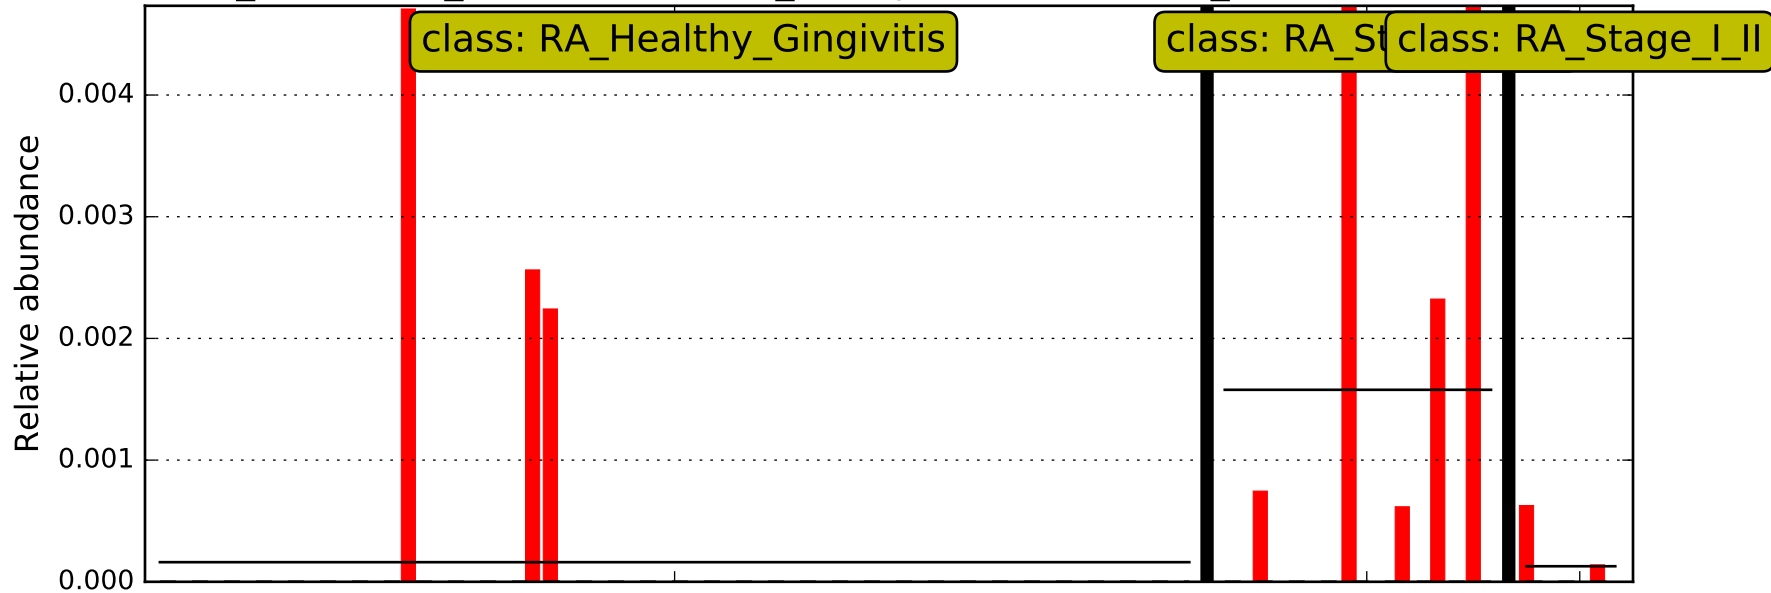 class: RA_Healthy_Gingivitis
class: RA_St
class: RA_Stage_I_II
0.004
0.003
0.002
0.001
0.000
Relative abundance